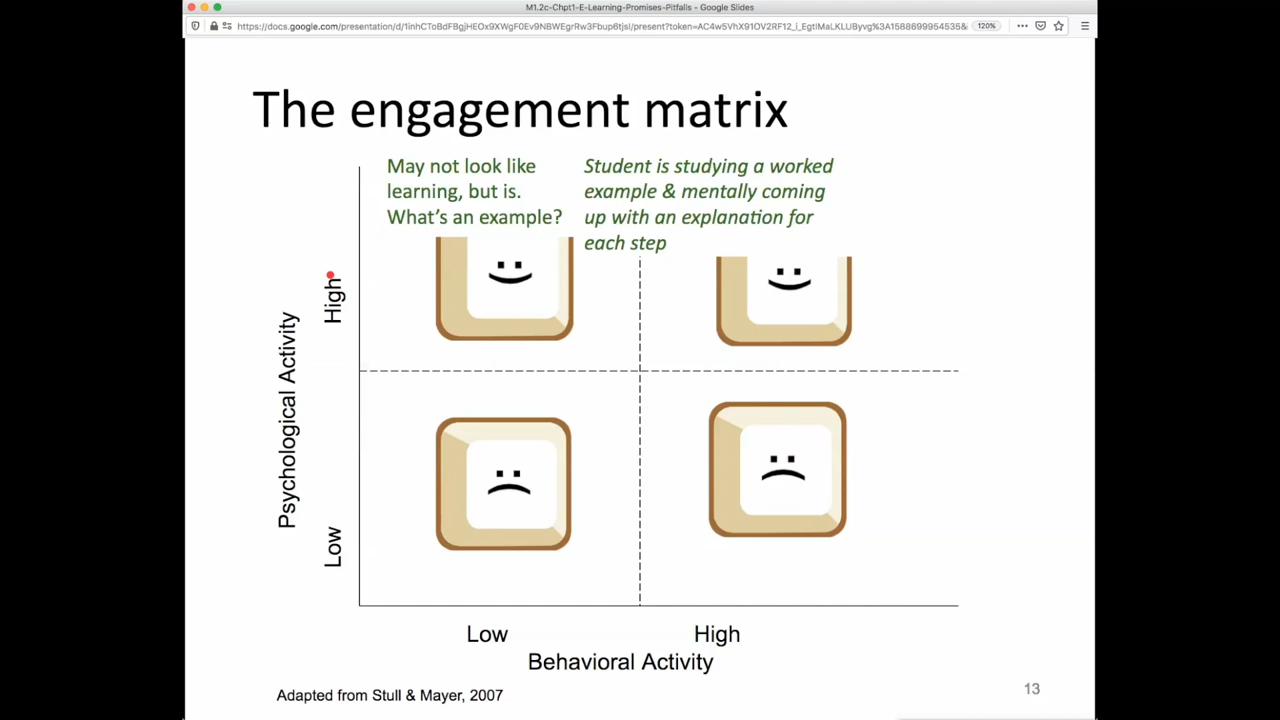 M1.2c-Chpt1-E-Learning-Promises-Pitfalls - Google Slides
120%
The engagement matrix
May not look like
learning, but is.
What's an example?
Student is studying a worked
example & mentally coming
up with an explanation for
each step
High
Psychological Activity
Low
Low
High
Behavioral Activity
Adapted from Stull & Mayer, 2007
13